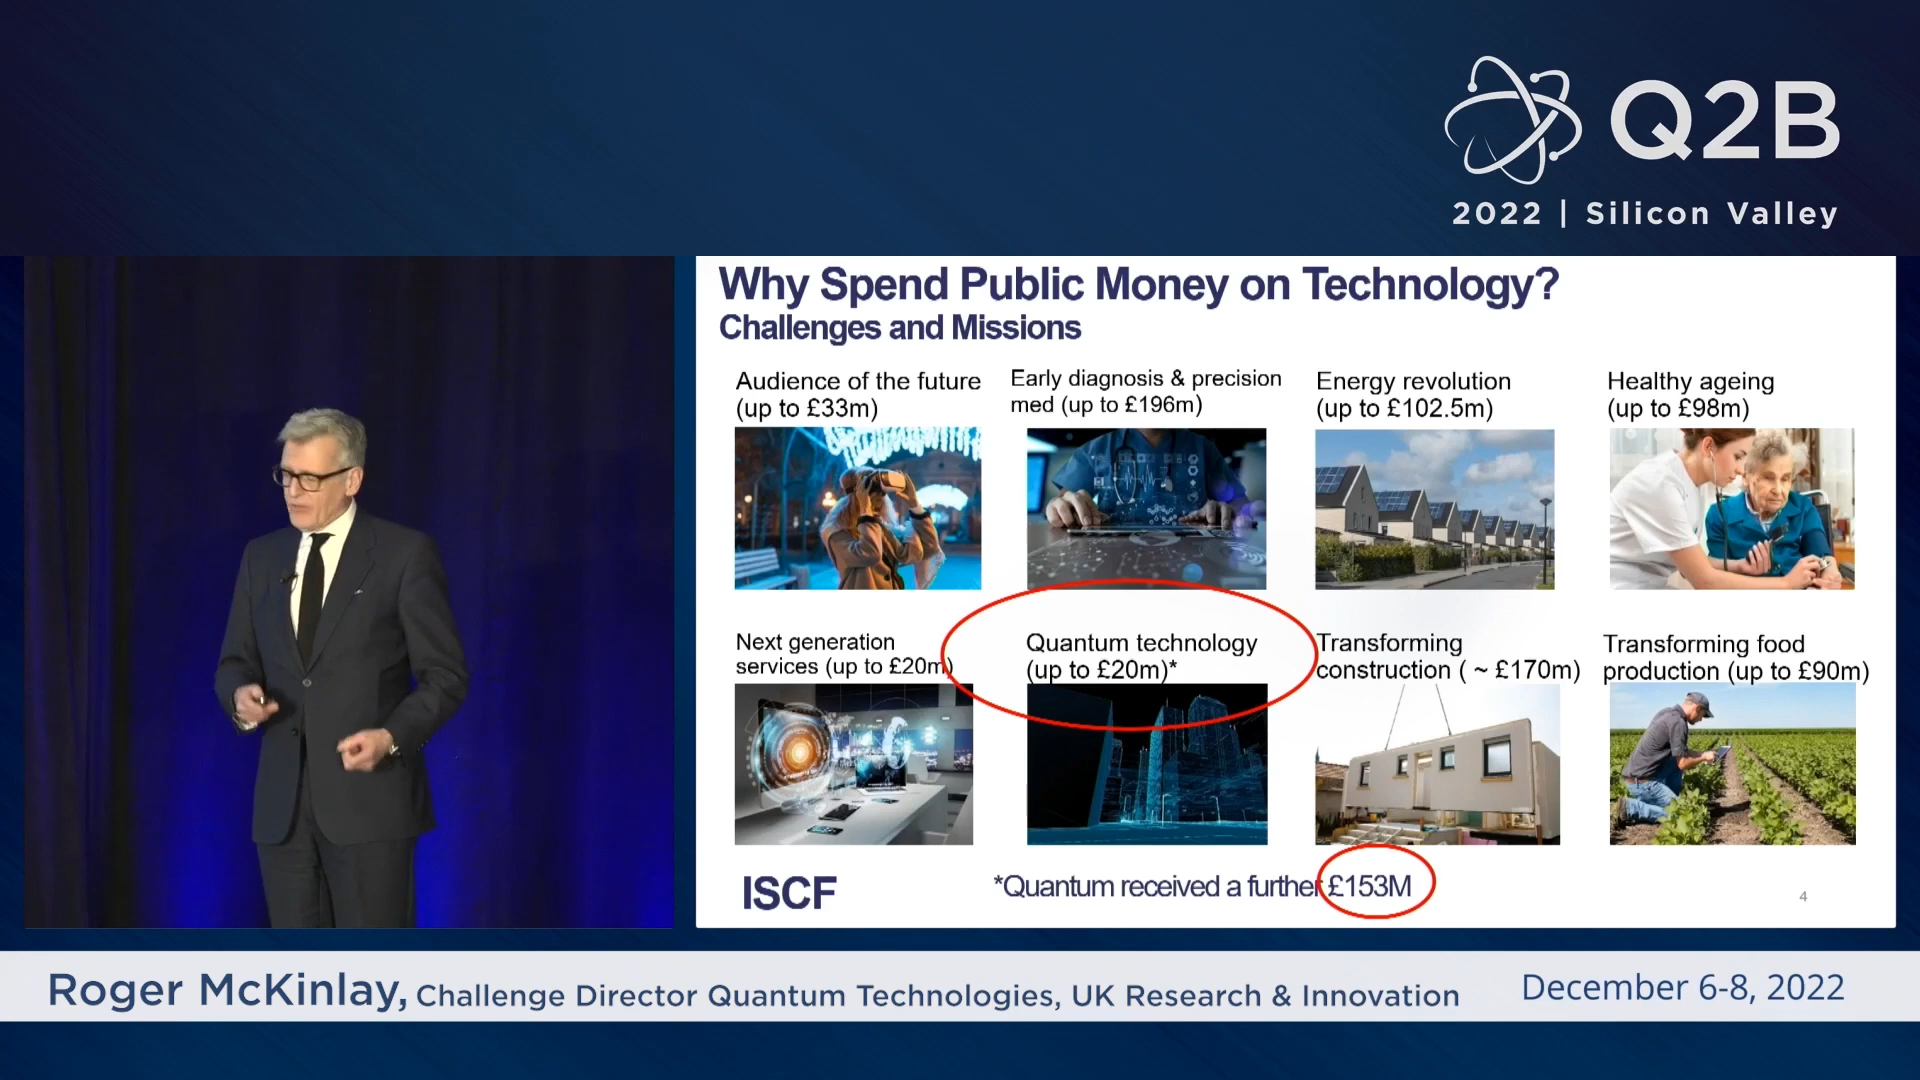 Q2B
2022 | Silicon Valley
Why Spend Public Money on Technology?
Challenges and Missions
Audience of the future
(up to £33m)
Early diagnosis & precision
med (up to £196m)
Energy revolution
(up to £102.5m)
Healthy ageing
(up to £98m)
Next generation
services (up to £20m)
Quantum technology
(up to £20m)*
Transforming
construction ( ~ £170m)
Transforming food
production (up to £90m)
ISCF
*Quantum received a further £153M
4
Roger McKinlay, Challenge Director Quantum Technologies, UK Research & Innovation
December 6-8, 2022